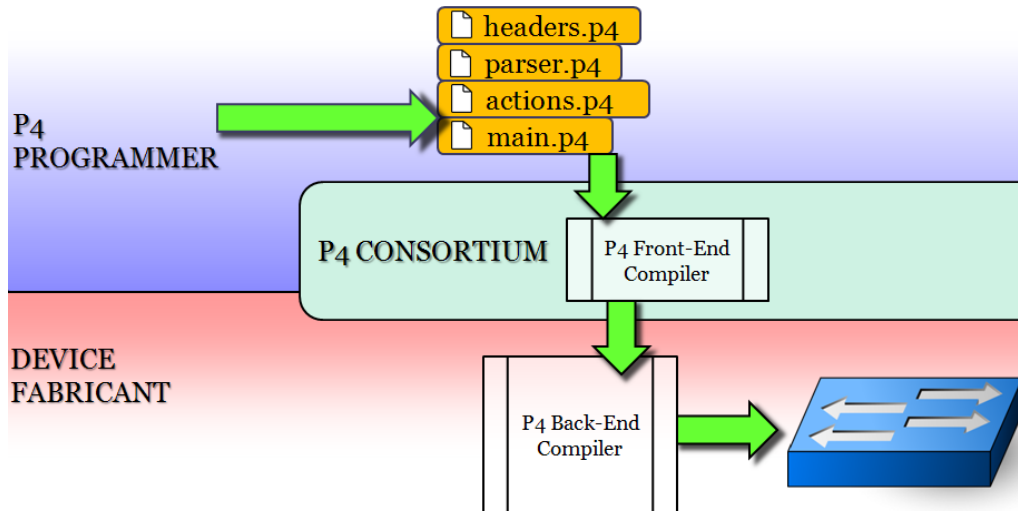 headers.p4
parser.p4
actions.p4
main.p4
P4
PROGRAMMER
P4 CONSORTIUM
P4 Front-End
Compiler
DEVICE
FABRICANT
P4 Back-End
Compiler